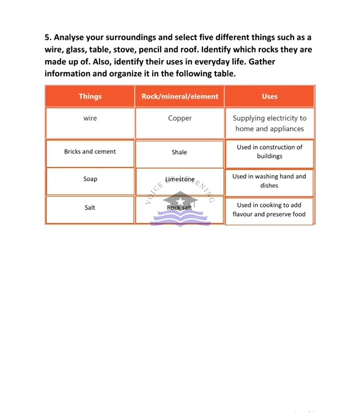 5. Analyse your surroundings and select five different things such as a
wire, glass, table, stove, pencil and roof. Identify which rocks they are
made up of. Also, identify their uses in everyday life. Gather
information and organize it in the following table.
Things Rock/mineral/element Uses
wire Copper Supplying electricity to
home and appliances
Bricks and cement Shale Used in construction of
buildings
Soap Limestone Used in washing hand and
dishes
Salt Rock salt Used in cooking to add
flavour and preserve food
VOICE LEARNING